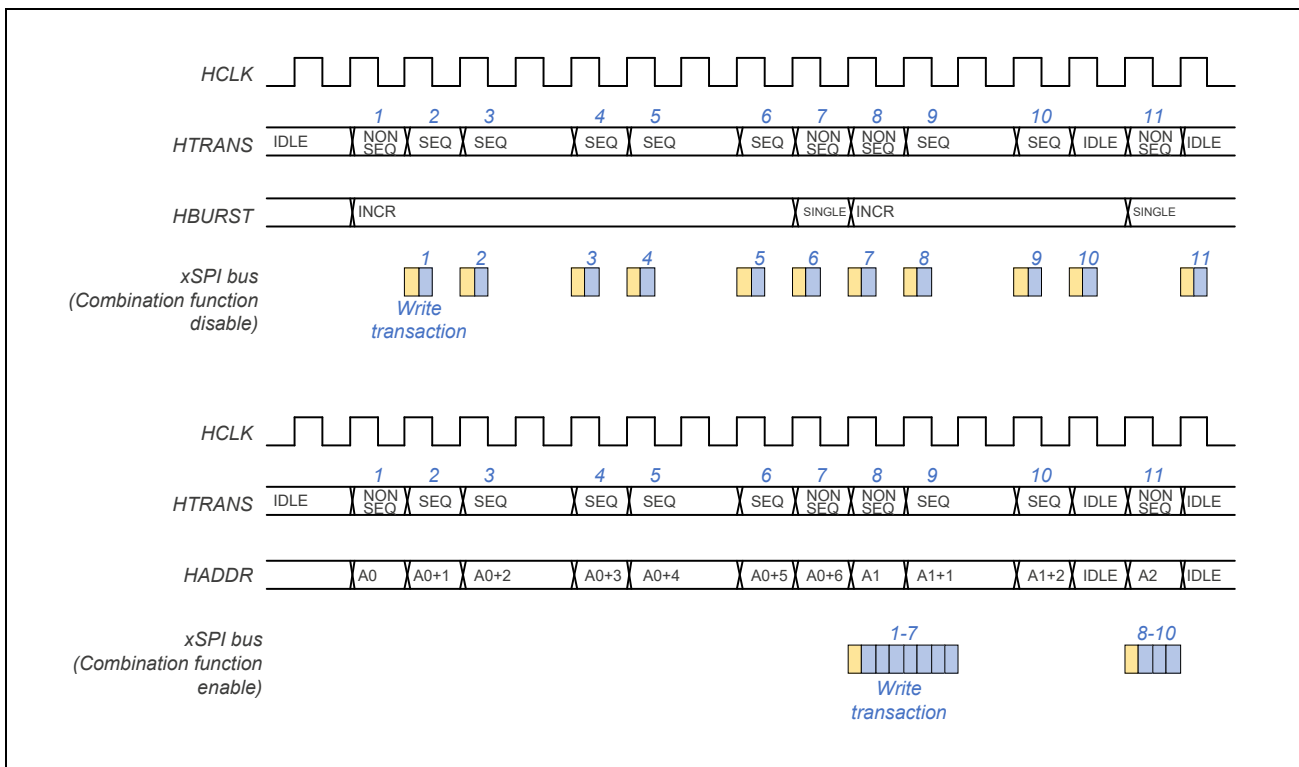 HCLK
1 2 3 4 5 6 7 8 9 10 11
HTRANS IDLE NON SEQ SEQ SEQ SEQ SEQ SEQ NON SEQ NON SEQ SEQ SEQ IDLE NON SEQ IDLE
HBURST INCR SINGLE INCR SINGLE
1 2 3 4 5 6 7 8 9 10 11
xSPI bus
(Combination function
disable)
Write
transaction
HCLK
1 2 3 4 5 6 7 8 9 10 11
HTRANS IDLE NON SEQ SEQ SEQ SEQ SEQ SEQ NON SEQ NON SEQ SEQ SEQ IDLE NON SEQ IDLE
HADDR A0 A0+1 A0+2 A0+3 A0+4 A0+5 A0+6 A1 A1+1 A1+2 IDLE A2 IDLE
1-7 8-10
xSPI bus
(Combination function
enable)
Write
transaction